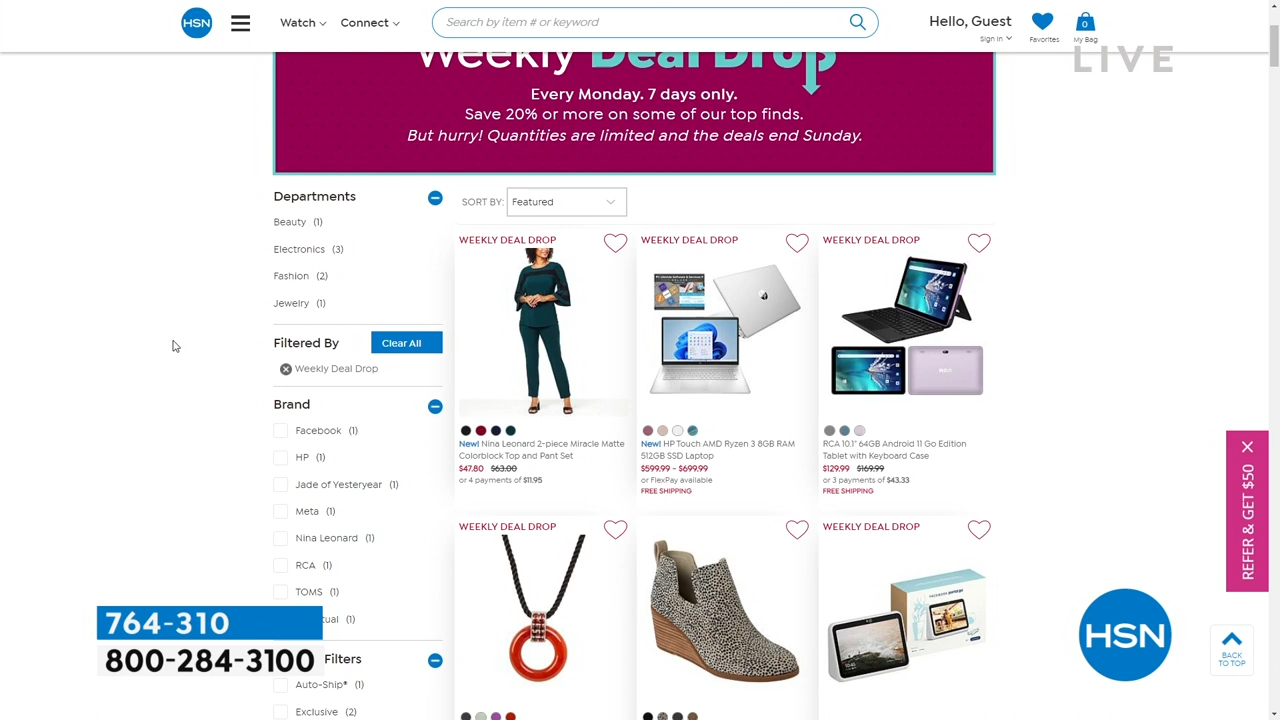 HSN
Watch
Connect
Search by item # or keyword
Hello, Guest
Sign In
Favorites
0
My Bag
LIVE
Weekly Deal Drop
Every Monday. 7 days only.
Save 20% or more on some of our top finds.
But hurry! Quantities are limited and the deals end Sunday.
Departments
Beauty (1)
Electronics (3)
Fashion (2)
Jewelry (1)
Filtered By
Clear All
Weekly Deal Drop
Brand
Facebook (1)
HP (1)
Jade of Yesteryear (1)
Meta (1)
Nina Leonard (1)
RCA (1)
TOMS (1)
(1)
Filters
Auto-Ship® (1)
Exclusive (2)
SORT BY: Featured
WEEKLY DEAL DROP
New! Nina Leonard 2-piece Miracle Matte
Colorblock Top and Pant Set
$47.80 $63.00
or 4 payments of $11.95
WEEKLY DEAL DROP
New! HP Touch AMD Ryzen 3 8GB RAM
512GB SSD Laptop
$599.99 - $699.99
or FlexPay available
FREE SHIPPING
WEEKLY DEAL DROP
RCA 10.1" 64GB Android 11 Go Edition
Tablet with Keyboard Case
$129.99 $169.99
or 3 payments of $43.33
FREE SHIPPING
WEEKLY DEAL DROP
WEEKLY DEAL DROP
REFER & GET $50
BACK
TO TOP
764-310
800-284-3100
HSN